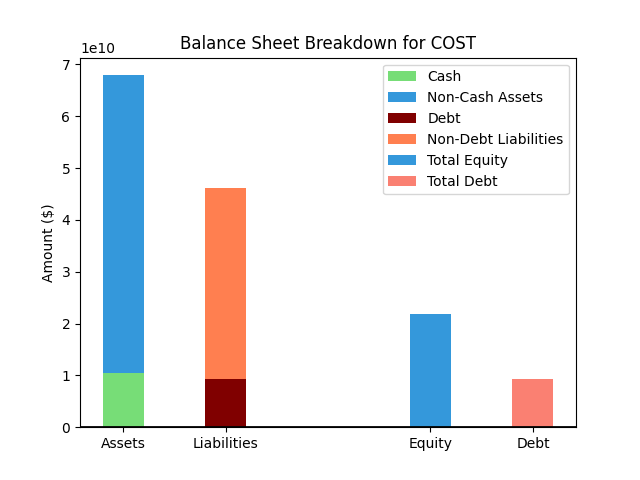 Balance Sheet Breakdown for COST
1e10
7
6
5
4
3
2
1
0
Amount ($)
Cash
Non-Cash Assets
Debt
Non-Debt Liabilities
Total Equity
Total Debt
Assets
Liabilities
Equity
Debt